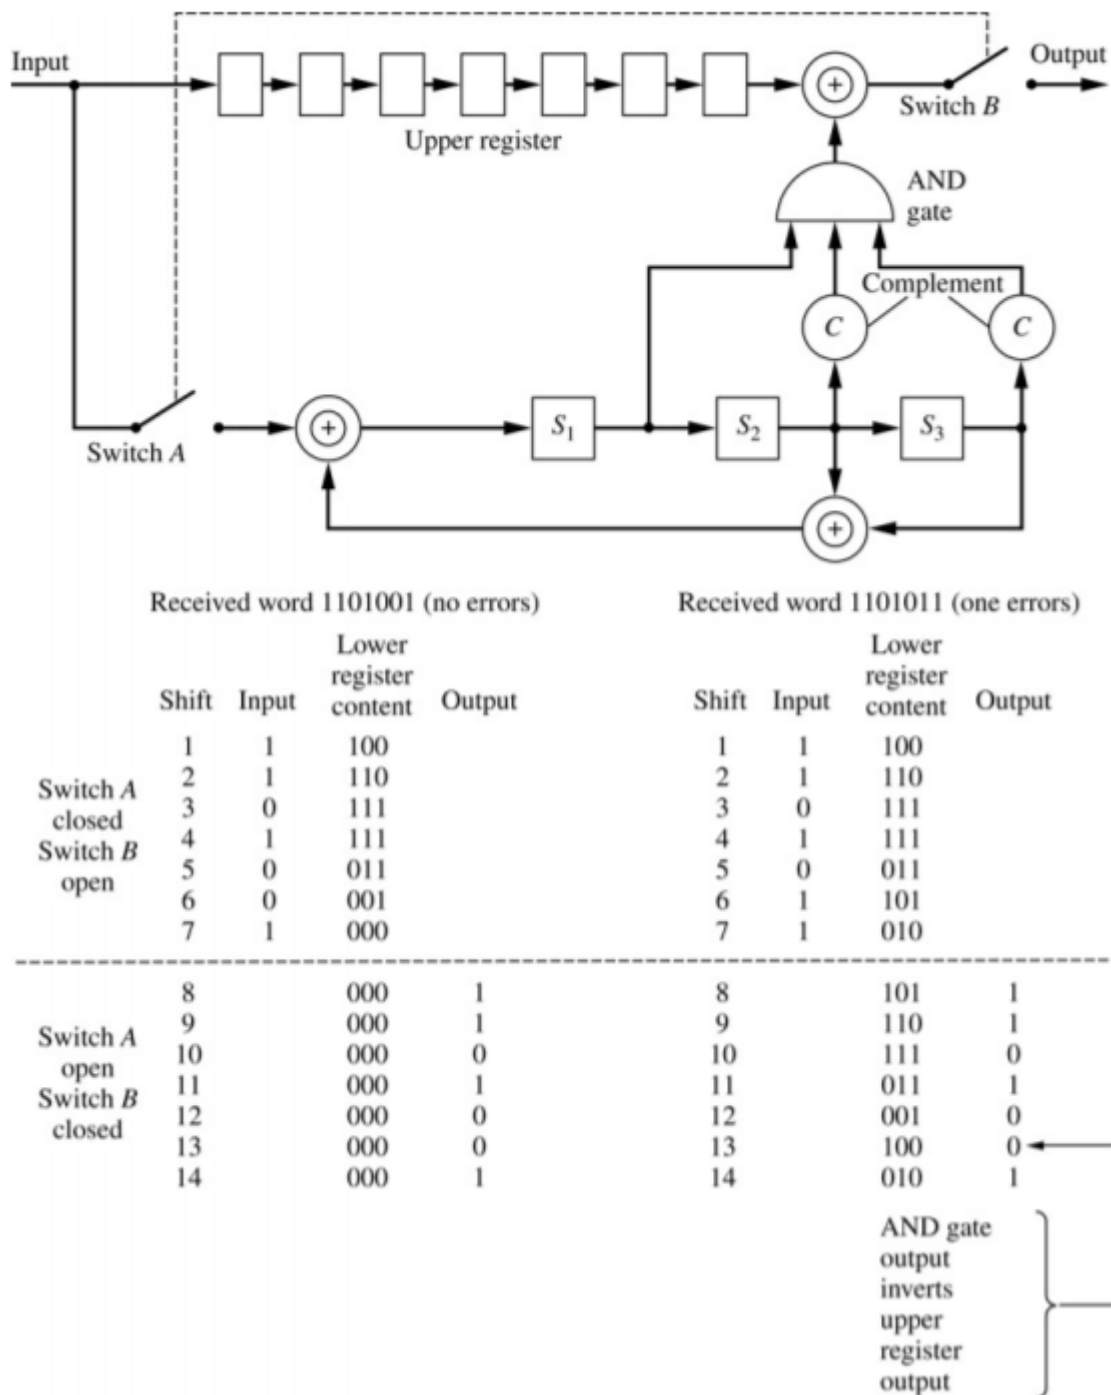 Input
Output
Switch B
Upper register
AND
gate
Complement
C
C
S1
S2
S3
Switch A
Received word 1101001 (no errors)
Received word 1101011 (one errors)
Lower
register
Shift Input content Output
Lower
register
Shift Input content Output
Switch A
closed
Switch B
open
1 1 100
2 1 110
3 0 111
4 1 111
5 0 011
6 0 001
7 1 000
1 1 100
2 1 110
3 0 111
4 1 111
5 0 011
6 1 101
7 1 010
Switch A
open
Switch B
closed
8 000 1
9 000 1
10 000 0
11 000 1
12 000 0
13 000 0
14 000 1
8 101 1
9 110 1
10 111 0
11 011 1
12 001 0
13 100 0
14 010 1
AND gate
output
inverts
upper
register
output